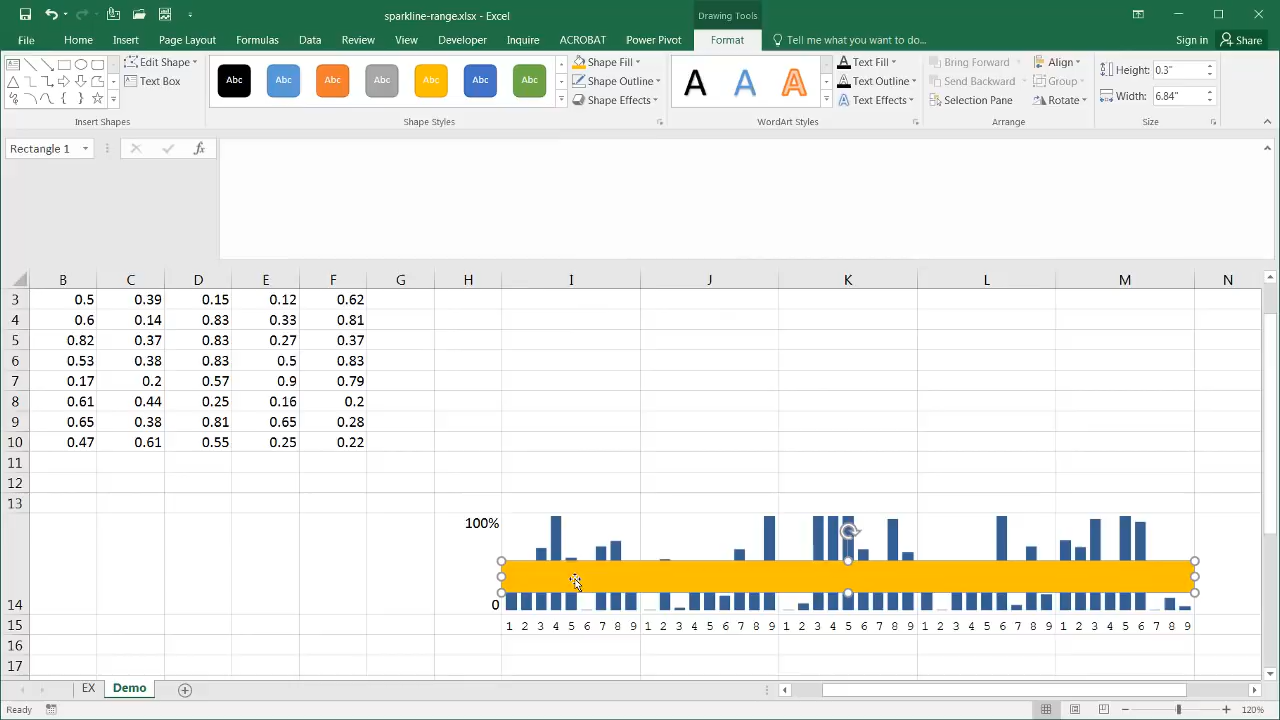 sparkline-range.xlsx - Excel
Drawing Tools
File Home Insert Page Layout Formulas Data Review View Developer Inquire ACROBAT Power Pivot Format Tell me what you want to do... Sign in Share
Edit Shape
Text Box
Insert Shapes
Abc Abc Abc Abc Abc Abc Abc
Shape Fill
Shape Outline
Shape Effects
Shape Styles
A A A
Text Fill
Text Outline
Text Effects
WordArt Styles
Bring Forward
Send Backward
Selection Pane
Align
Group
Rotate
Arrange
Height: 0.3"
Width: 6.84"
Size
Rectangle 1
fx
B C D E F G H I J K L M N
3 0.5 0.39 0.15 0.12 0.62
4 0.6 0.14 0.83 0.33 0.81
5 0.82 0.37 0.83 0.27 0.37
6 0.53 0.38 0.83 0.5 0.83
7 0.17 0.2 0.57 0.9 0.79
8 0.61 0.44 0.25 0.16 0.2
9 0.65 0.38 0.81 0.65 0.28
10 0.47 0.61 0.55 0.25 0.22
11
12
13
100%
14 0
15 1 2 3 4 5 6 7 8 9 1 2 3 4 5 6 7 8 9 1 2 3 4 5 6 7 8 9 1 2 3 4 5 6 7 8 9 1 2 3 4 5 6 7 8 9
16
17
EX Demo
Ready
120%